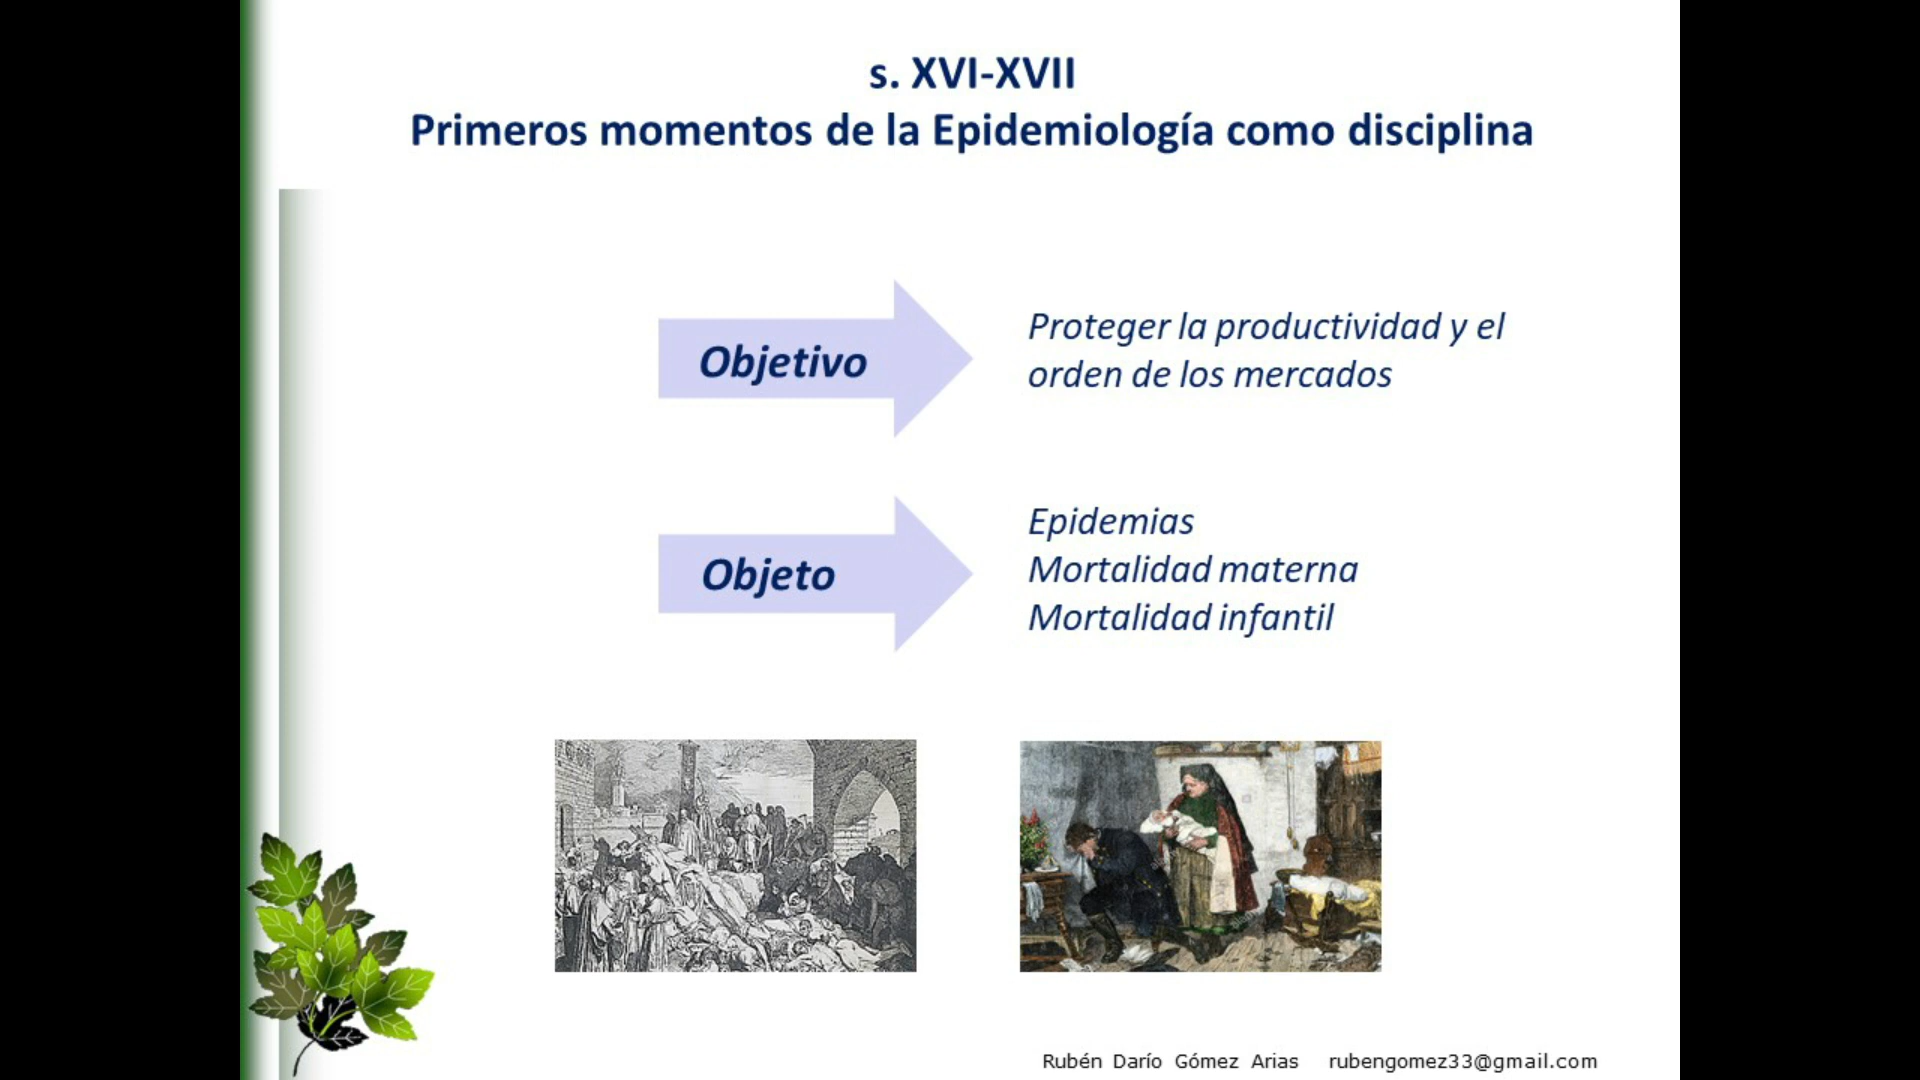 s. XVI-XVII
Primeros momentos de la Epidemiología como disciplina
Objetivo
Proteger la productividad y el
orden de los mercados
Objeto
Epidemias
Mortalidad materna
Mortalidad infantil
Rubén Darío Gómez Arias rubengomez33@gmail.com